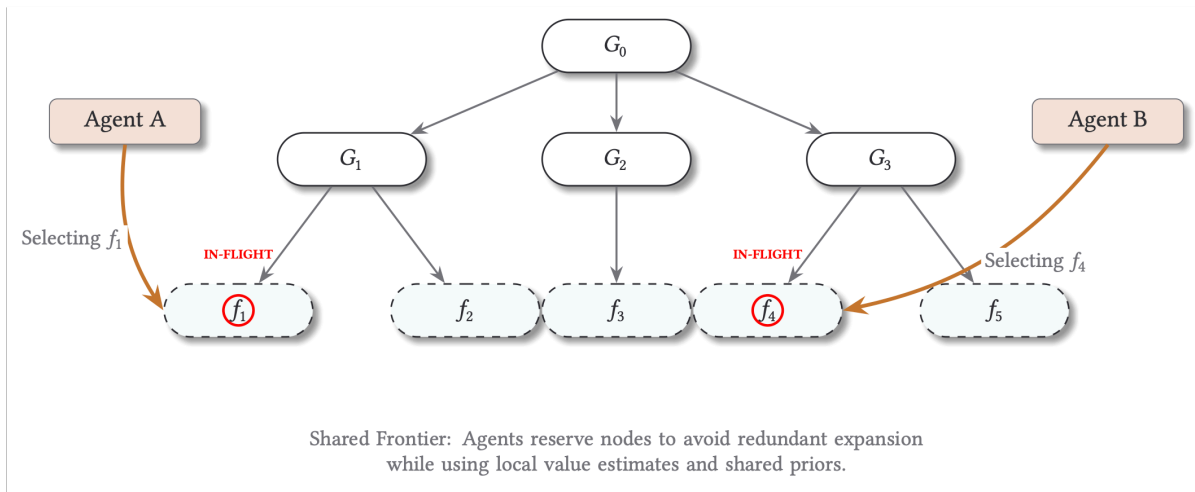 G₀
Agent A
Agent B
G₁
G₂
G₃
Selecting f₁
IN-FLIGHT
IN-FLIGHT
Selecting f₄
f₁
f₂
f₃
f₄
f₅
Shared Frontier: Agents reserve nodes to avoid redundant expansion
while using local value estimates and shared priors.